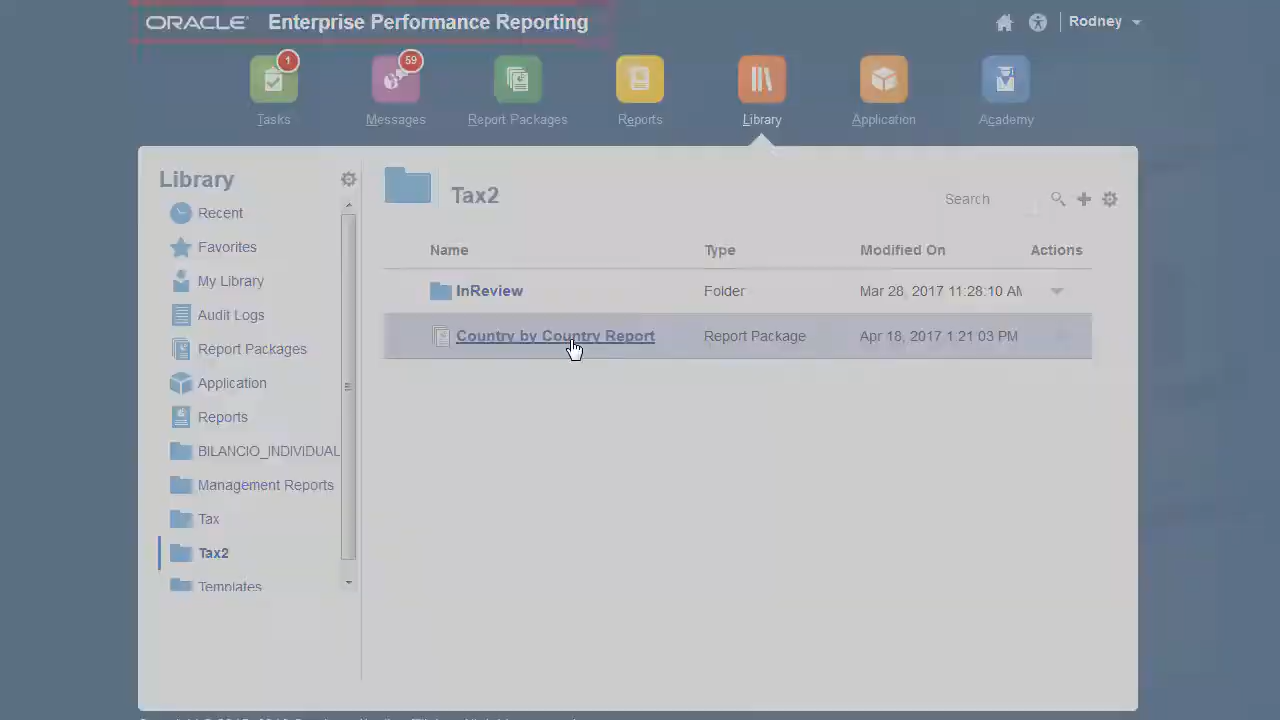 ORACLE® Enterprise Performance Reporting
Rodney
1
59
Tasks
Messages
Report Packages
Reports
Library
Application
Academy
Library
Recent
Favorites
My Library
Audit Logs
Report Packages
Application
Reports
BILANCIO_INDIVIDUAL
Management Reports
Tax
Tax2
Templates
Tax2
Search
Name Type Modified On Actions
InReview Folder Mar 28, 2017 11:28:10 AM
Country by Country Report Report Package Apr 18, 2017 1:21:03 PM